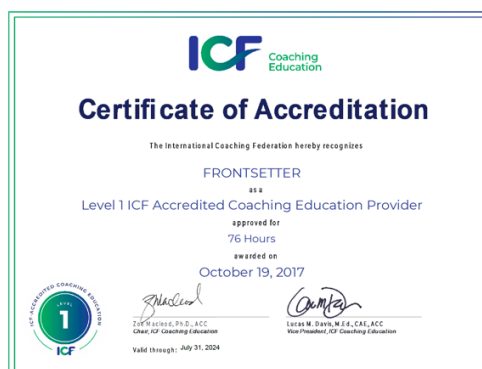 ICF Coaching
Education
Certificate of Accreditation
The International Coaching Federation hereby recognizes
FRONTSETTER
as a
Level 1 ICF Accredited Coaching Education Provider
approved for
76 Hours
awarded on
October 19, 2017
ICF-ACCREDITED COACHING EDUCATION
LEVEL
1
ICF
Zoe Macleod, Ph.D., ACC
Chair, ICF Coaching Education
Lucas M. Davis, M.Ed., CAE, ACC
Vice President, ICF Coaching Education
Valid through: July 31, 2024